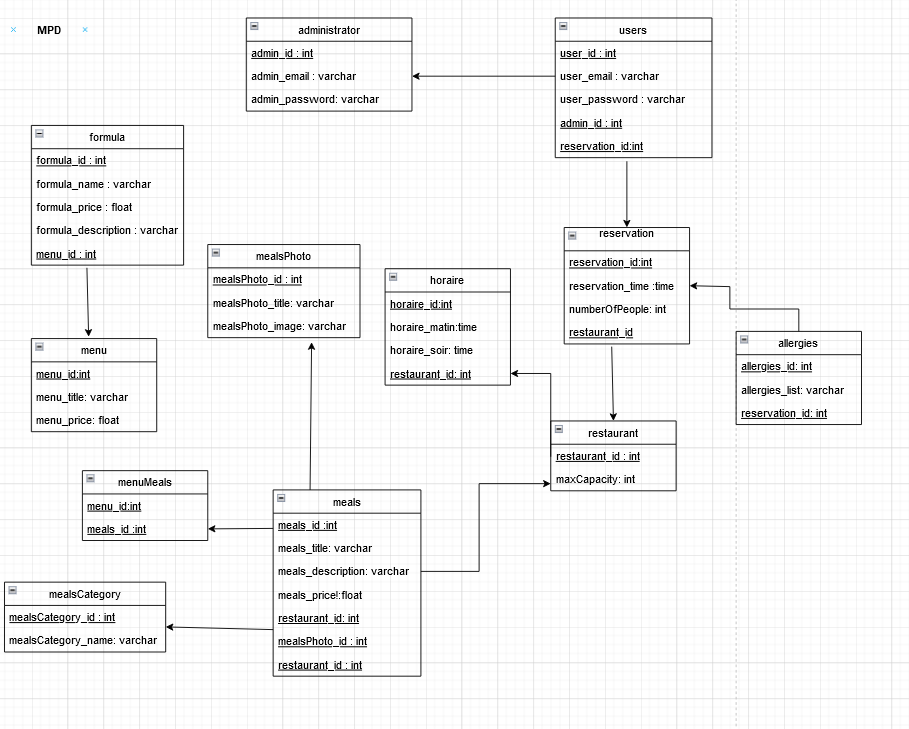 MPD
administrator
admin_id : int
admin_email : varchar
admin_password: varchar
users
user_id : int
user_email : varchar
user_password : varchar
admin_id : int
reservation_id:int
formula
formula_id : int
formula_name : varchar
formula_price : float
formula_description : varchar
menu_id : int
mealsPhoto
mealsPhoto_id : int
mealsPhoto_title: varchar
mealsPhoto_image: varchar
horaire
horaire_id:int
horaire_matin:time
horaire_soir: time
restaurant_id: int
reservation
reservation_id:int
reservation_time :time
numberOfPeople: int
restaurant_id
allergies
allergies_id: int
allergies_list: varchar
reservation_id: int
menu
menu_id:int
menu_title: varchar
menu_price: float
restaurant
restaurant_id : int
maxCapacity: int
menuMeals
menu_id:int
meals_id :int
meals
meals_id :int
meals_title: varchar
meals_description: varchar
meals_price!:float
restaurant_id: int
mealsPhoto_id : int
restaurant_id : int
mealsCategory
mealsCategory_id : int
mealsCategory_name: varchar